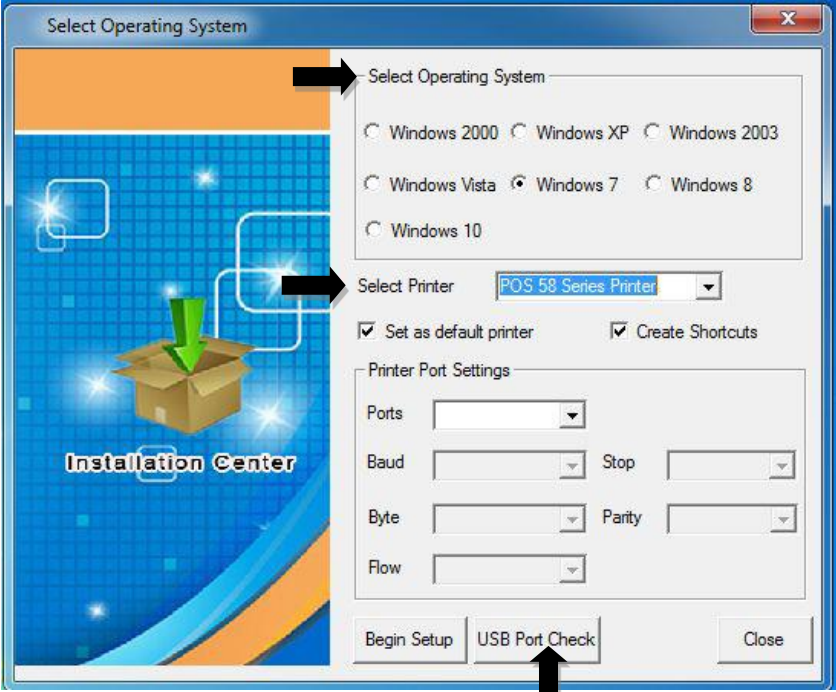 Select Operating System
Select Operating System
Windows 2000 Windows XP Windows 2003
Windows Vista Windows 7 Windows 8
Windows 10
Select Printer POS 58 Series Printer
Set as default printer Create Shortcuts
Printer Port Settings
Ports
Baud Stop
Byte Parity
Flow
Installation Center
Begin Setup USB Port Check Close